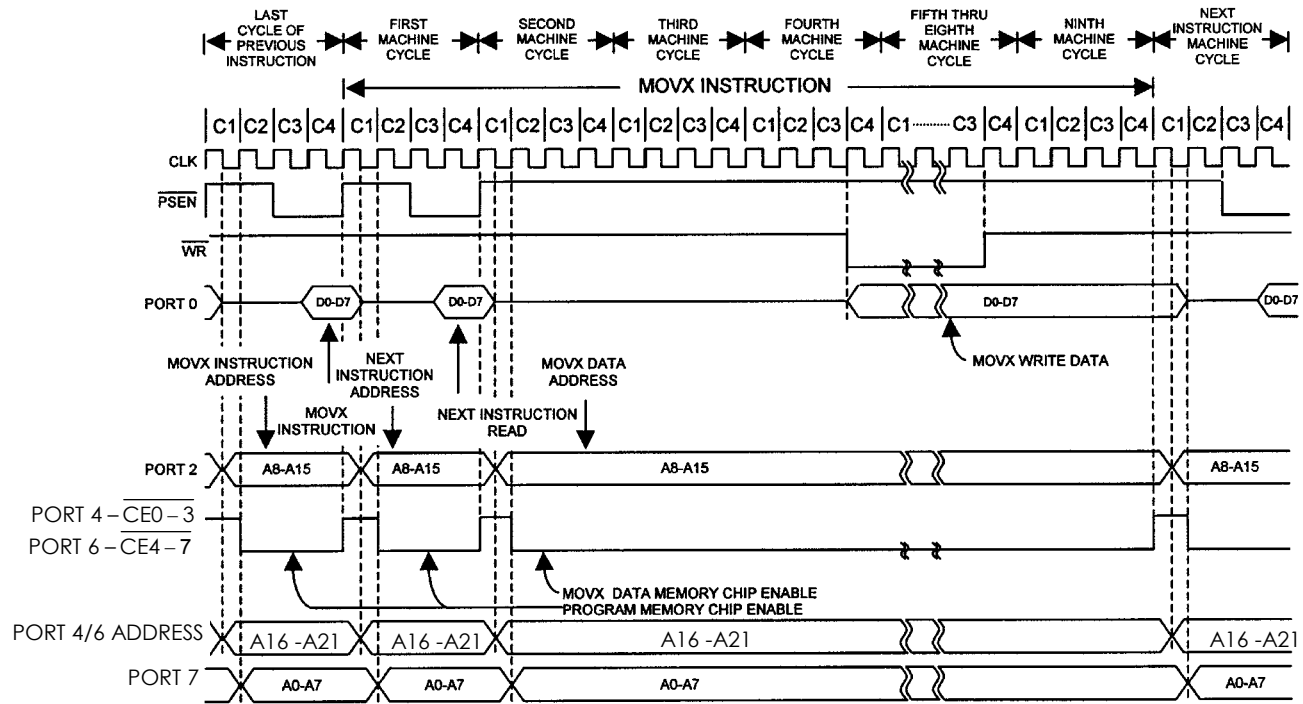 LAST CYCLE OF PREVIOUS INSTRUCTION
FIRST MACHINE CYCLE
SECOND MACHINE CYCLE
THIRD MACHINE CYCLE
FOURTH MACHINE CYCLE
FIFTH THRU EIGHTH MACHINE CYCLE
NINTH MACHINE CYCLE
NEXT INSTRUCTION MACHINE CYCLE
MOVX INSTRUCTION
C1 C2 C3 C4 C1 C2 C3 C4 C1 C2 C3 C4 C1 C2 C3 C4 C1 C2 C3 C4 C1 ......... C3 C4 C1 C2 C3 C4 C1 C2 C3 C4
CLK
PSEN
WR
PORT 0 D0-D7 D0-D7 D0-D7 D0-D7
MOVX INSTRUCTION ADDRESS
NEXT INSTRUCTION ADDRESS
MOVX DATA ADDRESS
MOVX WRITE DATA
MOVX INSTRUCTION
NEXT INSTRUCTION READ
PORT 2 A8-A15 A8-A15 A8-A15 A8-A15
PORT 4 – CE0 – 3
PORT 6 – CE4 – 7
MOVX DATA MEMORY CHIP ENABLE
PROGRAM MEMORY CHIP ENABLE
PORT 4/6 ADDRESS A16 -A21 A16 -A21 A16 -A21 A16 -A21
PORT 7 A0-A7 A0-A7 A0-A7 A0-A7